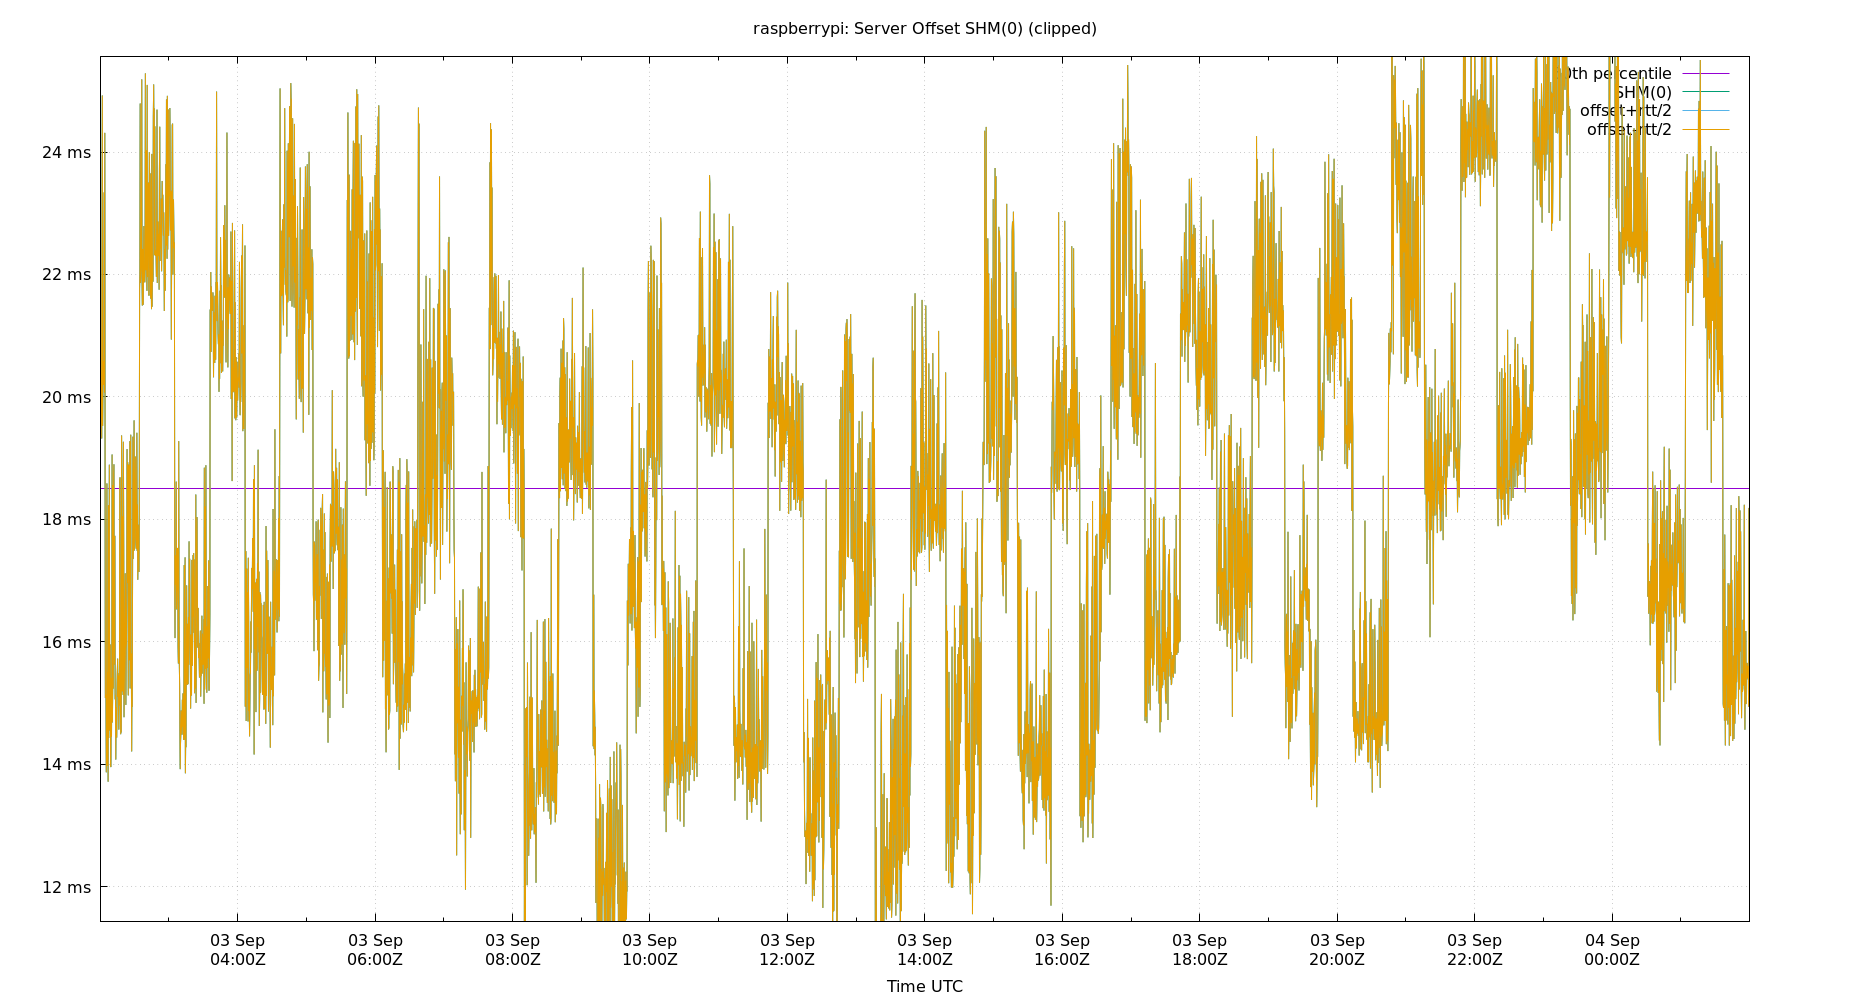 raspberrypi: Server Offset SHM(0) (clipped)
percentile
SHM(0)
offset+rtt/2
offset-rtt/2
24 ms
22 ms
20 ms
18 ms
16 ms
14 ms
12 ms
03 Sep 03 Sep 03 Sep 03 Sep 03 Sep 03 Sep 03 Sep 03 Sep 03 Sep 03 Sep 04 Sep
04:00Z 06:00Z 08:00Z 10:00Z 12:00Z 14:00Z 16:00Z 18:00Z 20:00Z 22:00Z 00:00Z
Time UTC